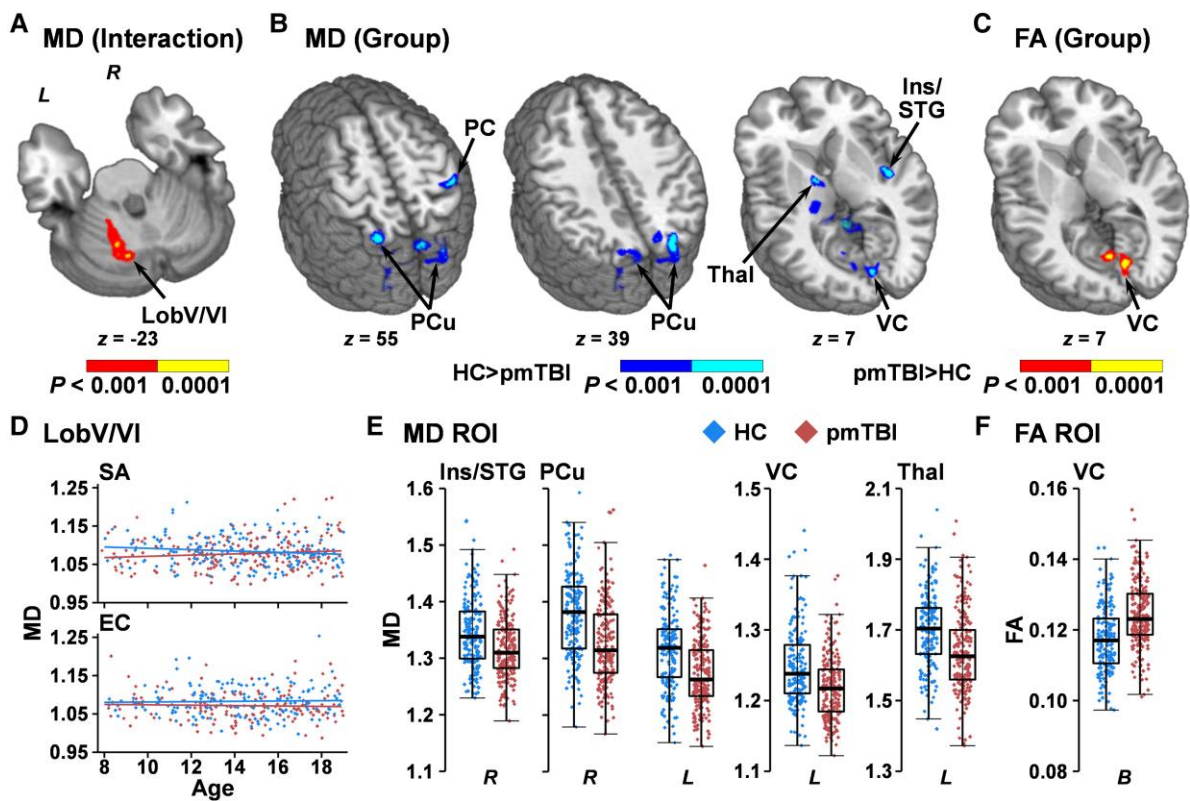 A MD (Interaction)
R
L
LobV/VI
z = -23
P < 0.001 0.0001
B MD (Group)
PC
PCu
z = 55
PCu
z = 39
Ins/
STG
Thal
VC
z = 7
HC>pmTBI P < 0.001 0.0001
C FA (Group)
VC
z = 7
pmTBI>HC P < 0.001 0.0001
D LobV/VI
SA
1.25
1.15
1.05
0.95
EC
1.25
1.15
1.05
0.95
MD
8 10 12 14 16 18
Age
E MD ROI
HC pmTBI
Ins/STG PCu VC Thal
MD
1.6
1.5
1.4
1.3
1.2
1.1
1.5
1.3
1.2
1.1
2.1
1.9
1.7
1.5
1.3
R R L L L
F FA ROI
VC
FA
0.16
0.14
0.12
0.10
0.08
B